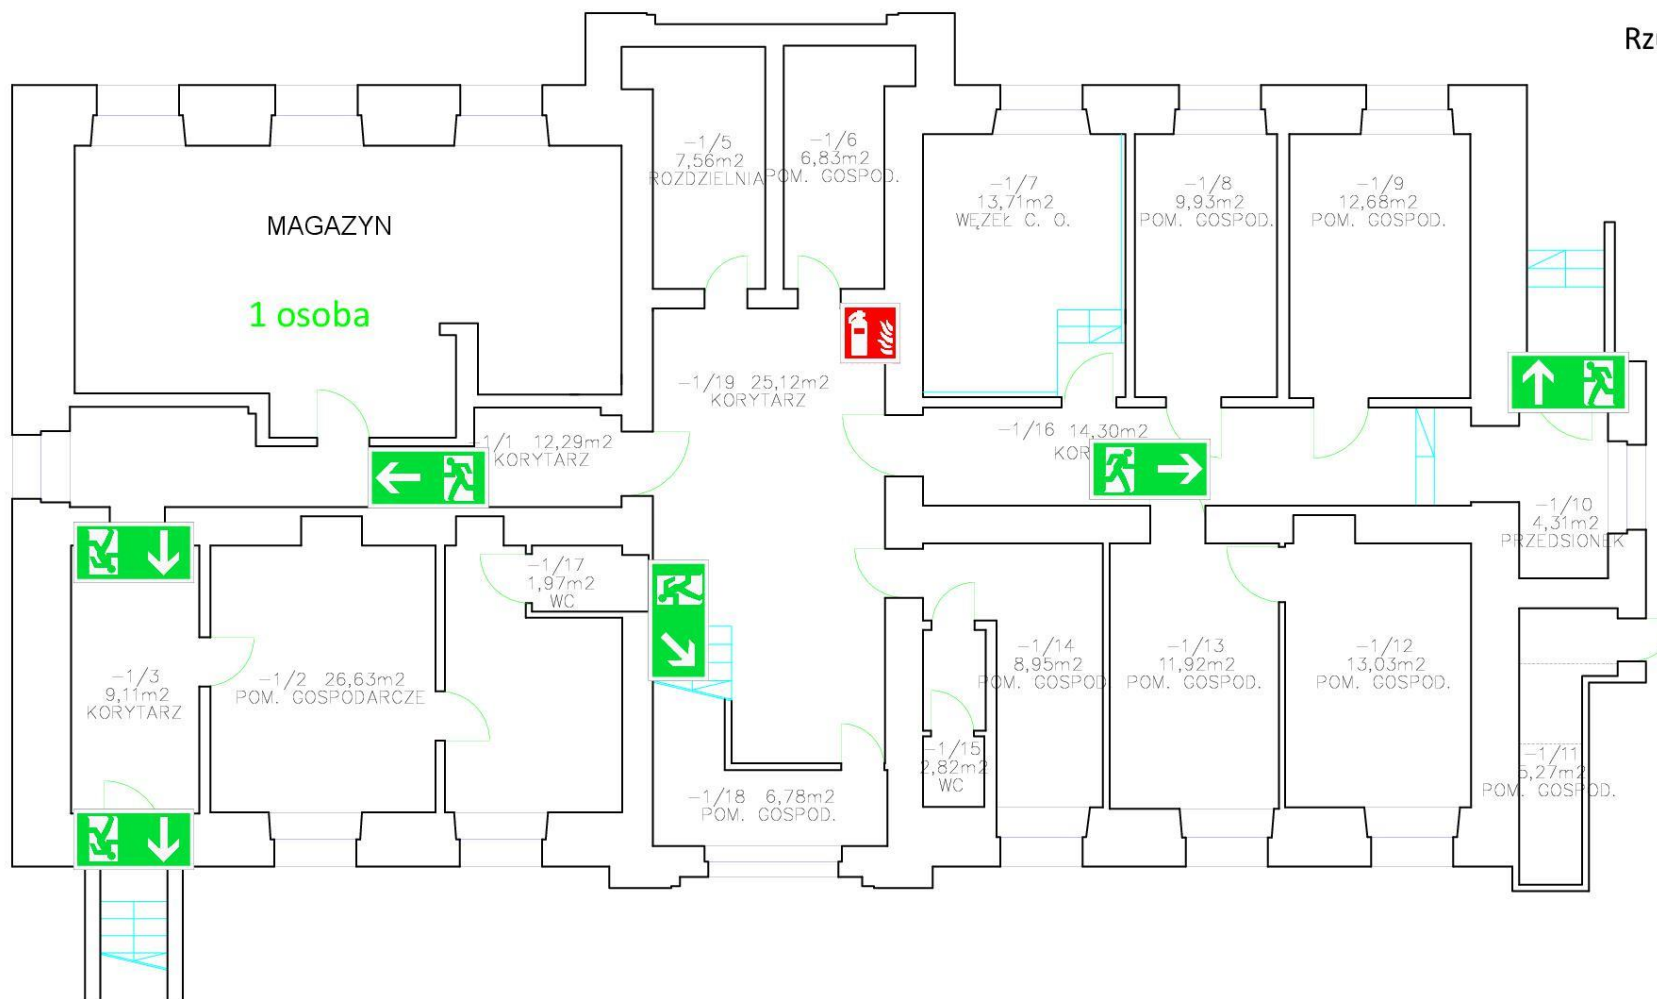 Rzu
-1/5
7,56m2
ROZDZIELNIA
-1/6
6,83m2
POM. GOSPOD.
-1/7
13,71m2
WĘZEŁ C. O.
-1/8
9,93m2
POM. GOSPOD.
-1/9
12,68m2
POM. GOSPOD.
MAGAZYN
1 osoba
-1/19 25,12m2
KORYTARZ
-1/1 12,29m2
KORYTARZ
-1/16 14,30m2
-1/10
4,31m2
PRZEDSIONEK
-1/17
1,97m2
WC
-1/3
9,11m2
KORYTARZ
-1/2 26,63m2
POM. GOSPODARCZE
-1/14
8,95m2
POM. GOSPOD
-1/13
11,92m2
POM. GOSPOD.
-1/12
13,03m2
POM. GOSPOD.
-1/15
2,82m2
WC
-1/11
5,27m2
POM. GOSPOD.
-1/18 6,78m2
POM. GOSPOD.